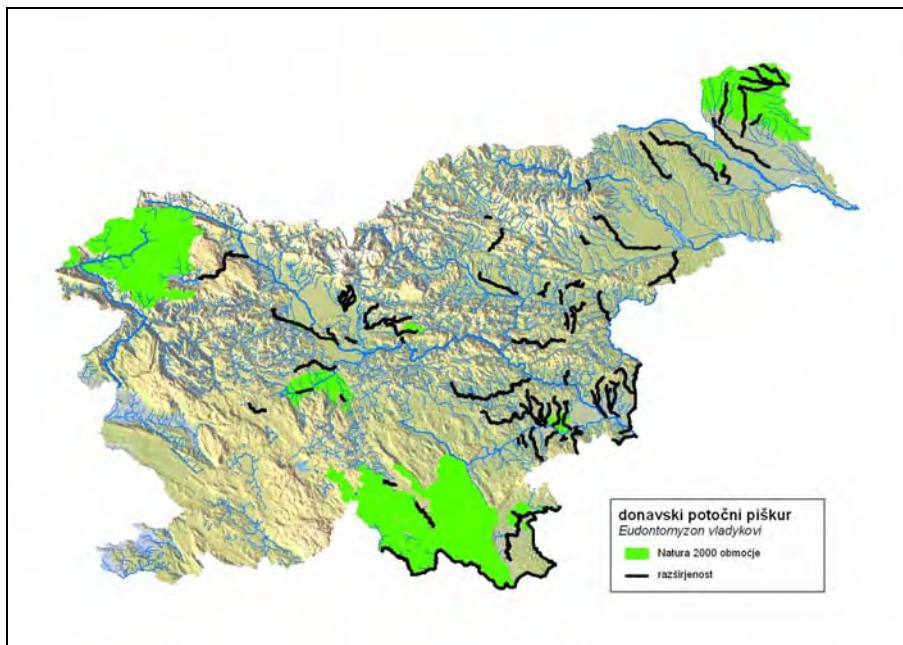 donavski potočni piškur
Eudontomyzon vladykovi
Natura 2000 območje
razširjenost